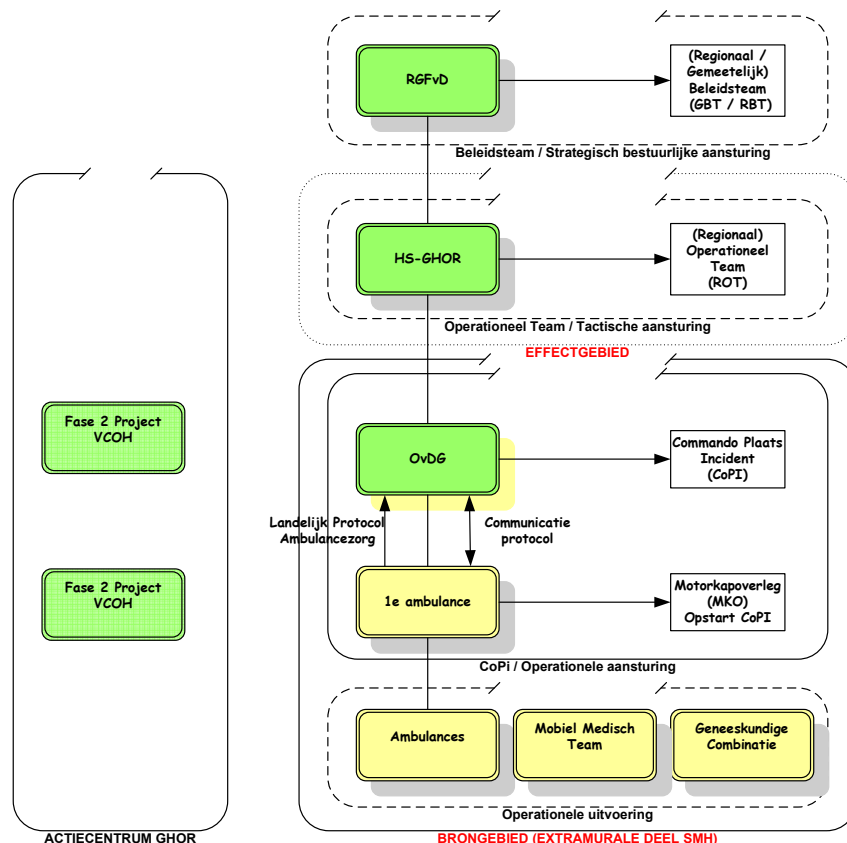 RGFvD
(Regionaal /
Gemeetelijk)
Beleidsteam
(GBT / RBT)
Beleidsteam / Strategisch bestuurlijke aansturing
HS-GHOR
(Regionaal)
Operationeel
Team
(ROT)
Operationeel Team / Tactische aansturing
EFFECTGEBIED
Fase 2 Project
VCOH
OvDG
Commando Plaats
Incident
(CoPI)
Landelijk Protocol
Ambulancezorg
Communicatie
protocol
Fase 2 Project
VCOH
1e ambulance
Motorkapoverleg
(MKO)
Opstart CoPI
CoPi / Operationele aansturing
Ambulances
Mobiel Medisch
Team
Geneeskundige
Combinatie
Operationele uitvoering
ACTIECENTRUM GHOR
BRONGEBIED (EXTRAMURALE DEEL SMH)